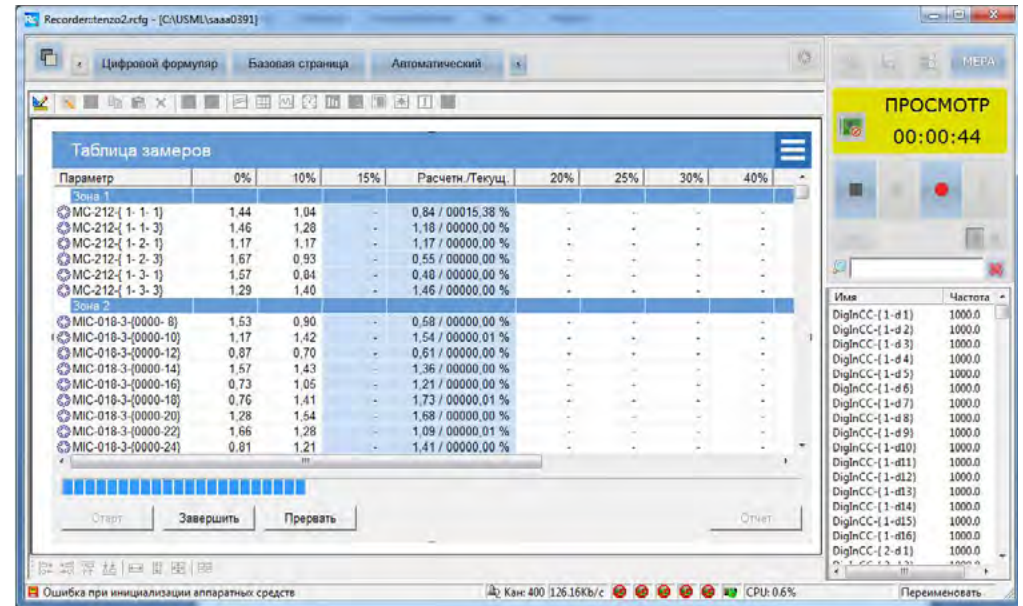 Recorder:tenzo2.rcfg - [C:\USML\saaa0391]
Цифровой формуляр Базовая страница Автоматический
МЕРА
ПРОСМОТР
00:00:44
Таблица замеров
Параметр 0% 10% 15% Расчетн./Текущ. 20% 25% 30% 40%
Зона 1
MC-212-{ 1- 1- 1} 1,44 1,04 - 0,84 / 00015,38 % - - - -
MC-212-{ 1- 1- 3} 1,46 1,28 - 1,18 / 00000,00 % - - - -
MC-212-{ 1- 2- 1} 1,17 1,17 - 1,17 / 00000,00 % - - - -
MC-212-{ 1- 2- 3} 1,67 0,93 - 0,55 / 00000,00 % - - - -
MC-212-{ 1- 3- 1} 1,57 0,84 - 0,48 / 00000,00 % - - - -
MC-212-{ 1- 3- 3} 1,29 1,40 - 1,46 / 00000,00 % - - - -
Зона 2
MIC-018-3-{0000- 8} 1,53 0,90 - 0,58 / 00000,00 % - - - -
MIC-018-3-{0000-10} 1,17 1,42 - 1,54 / 00000,01 % - - - -
MIC-018-3-{0000-12} 0,87 0,70 - 0,61 / 00000,00 % - - - -
MIC-018-3-{0000-14} 1,57 1,43 - 1,36 / 00000,00 % - - - -
MIC-018-3-{0000-16} 0,73 1,05 - 1,21 / 00000,00 % - - - -
MIC-018-3-{0000-18} 0,76 1,41 - 1,73 / 00000,01 % - - - -
MIC-018-3-{0000-20} 1,28 1,54 - 1,68 / 00000,00 % - - - -
MIC-018-3-{0000-22} 1,66 1,28 - 1,09 / 00000,01 % - - - -
MIC-018-3-{0000-24} 0,81 1,21 - 1,41 / 00000,00 % - - - -
Старт Завершить Прервать Отчет
Имя Частота
DigInCC-{1-d 1} 1000.0
DigInCC-{1-d 2} 1000.0
DigInCC-{1-d 3} 1000.0
DigInCC-{1-d 4} 1000.0
DigInCC-{1-d 5} 1000.0
DigInCC-{1-d 6} 1000.0
DigInCC-{1-d 7} 1000.0
DigInCC-{1-d 8} 1000.0
DigInCC-{1-d 9} 1000.0
DigInCC-{1-d10} 1000.0
DigInCC-{1-d11} 1000.0
DigInCC-{1-d12} 1000.0
DigInCC-{1-d13} 1000.0
DigInCC-{1-d14} 1000.0
DigInCC-{1-d15} 1000.0
DigInCC-{1-d16} 1000.0
DigInCC-{2-d 1} 1000.0
Ошибка при инициализации аппаратных средств Кан: 400 126.16Kb/c CPU: 0.6% Переименовать